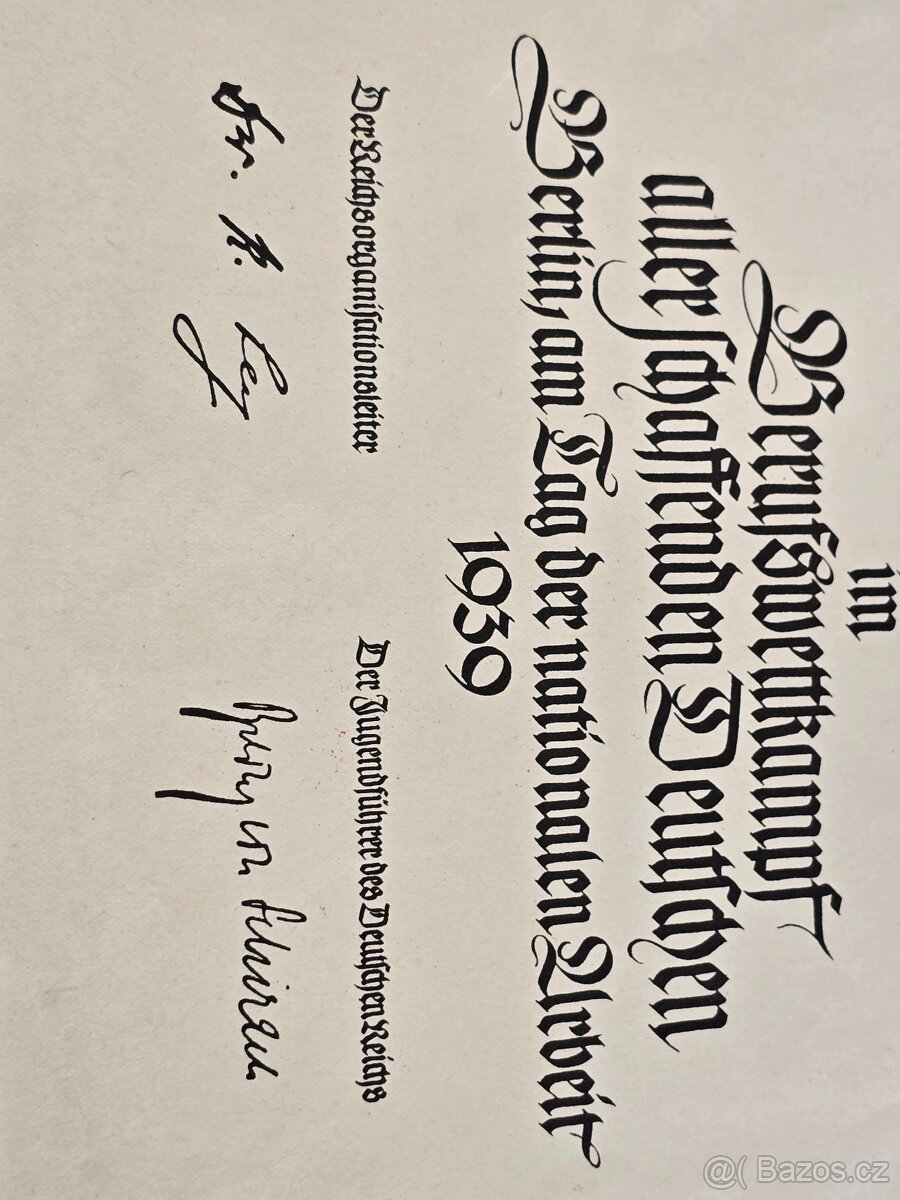 im
Berufswettkampf
aller schaffenden Deutschen
Berlin, am Tag der nationalen Arbeit
1939
Der Reichsorganisationsleiter
Der Jugendführer des Deutschen Reichs
Dr. R. Ley
Baldur von Schirach
@( Bazos.cz